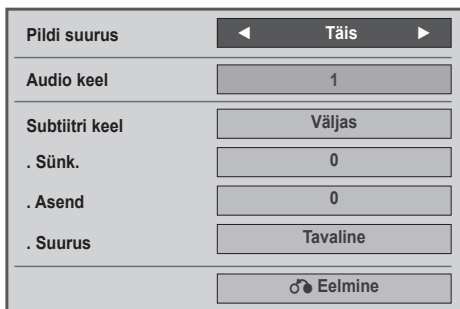 Pildi suurus ◄ Täis ►
Audio keel 1
Subtiitri keel Väljas
. Sünk. 0
. Asend 0
. Suurus Tavaline
Eelmine